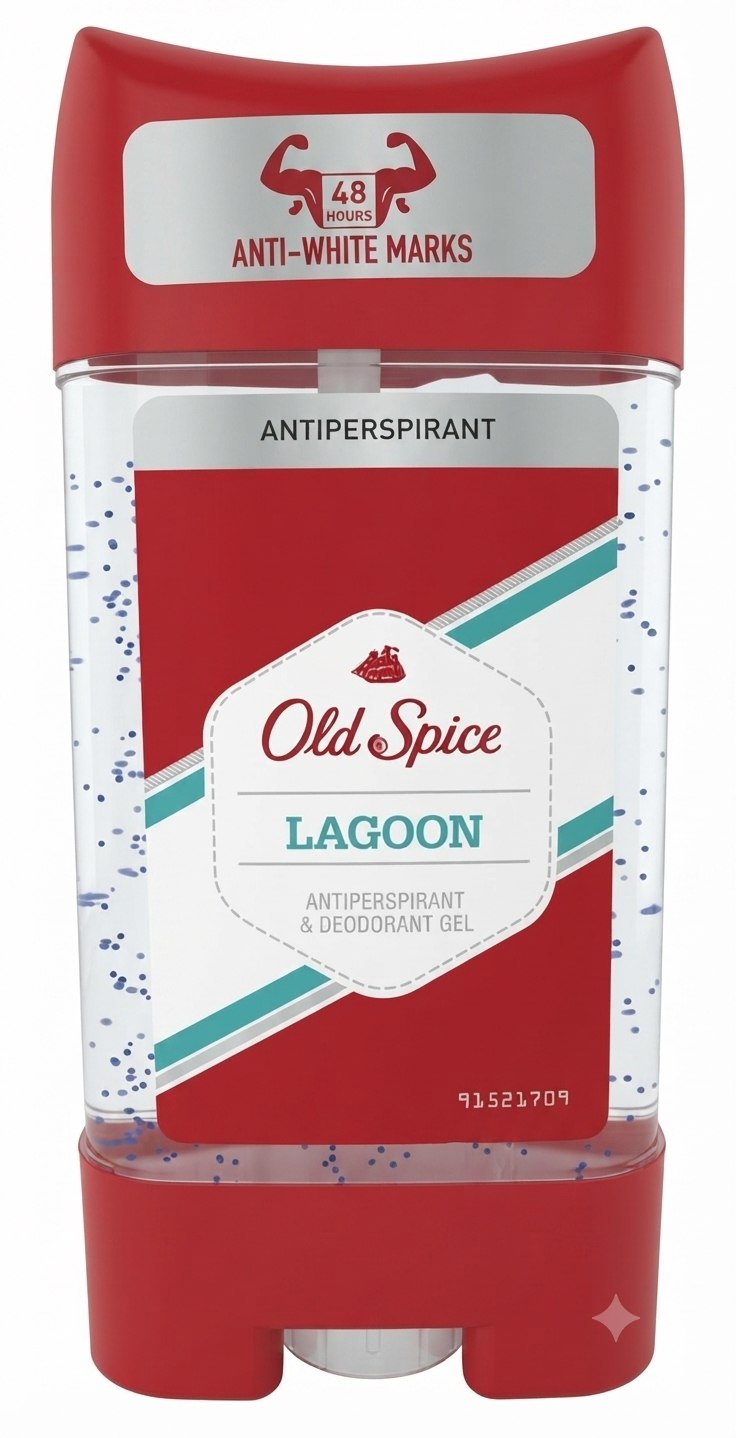 48
HOURS
ANTI-WHITE MARKS
ANTIPERSPIRANT
Old Spice
LAGOON
ANTIPERSPIRANT
& DEODORANT GEL
91521709